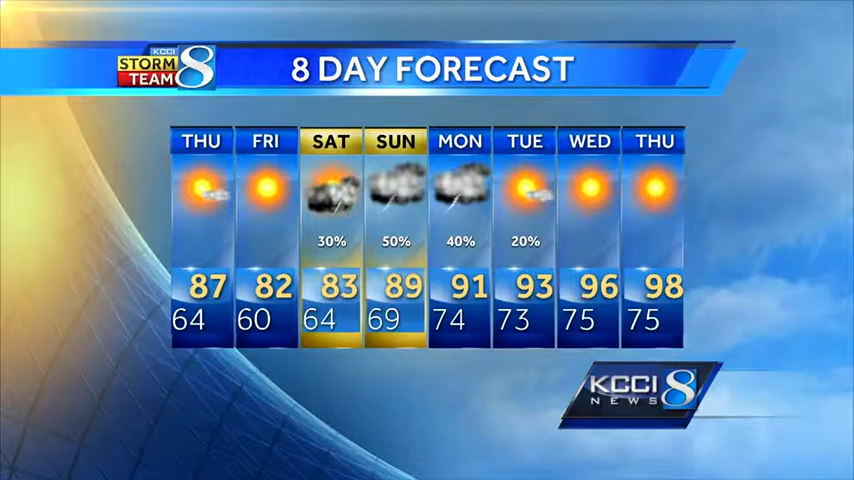 KCCI
STORM
TEAM 8
8 DAY FORECAST
THU FRI SAT SUN MON TUE WED THU
30% 50% 40% 20%
87 82 83 89 91 93 96 98
64 60 64 69 74 73 75 75
KCCI 8
NEWS